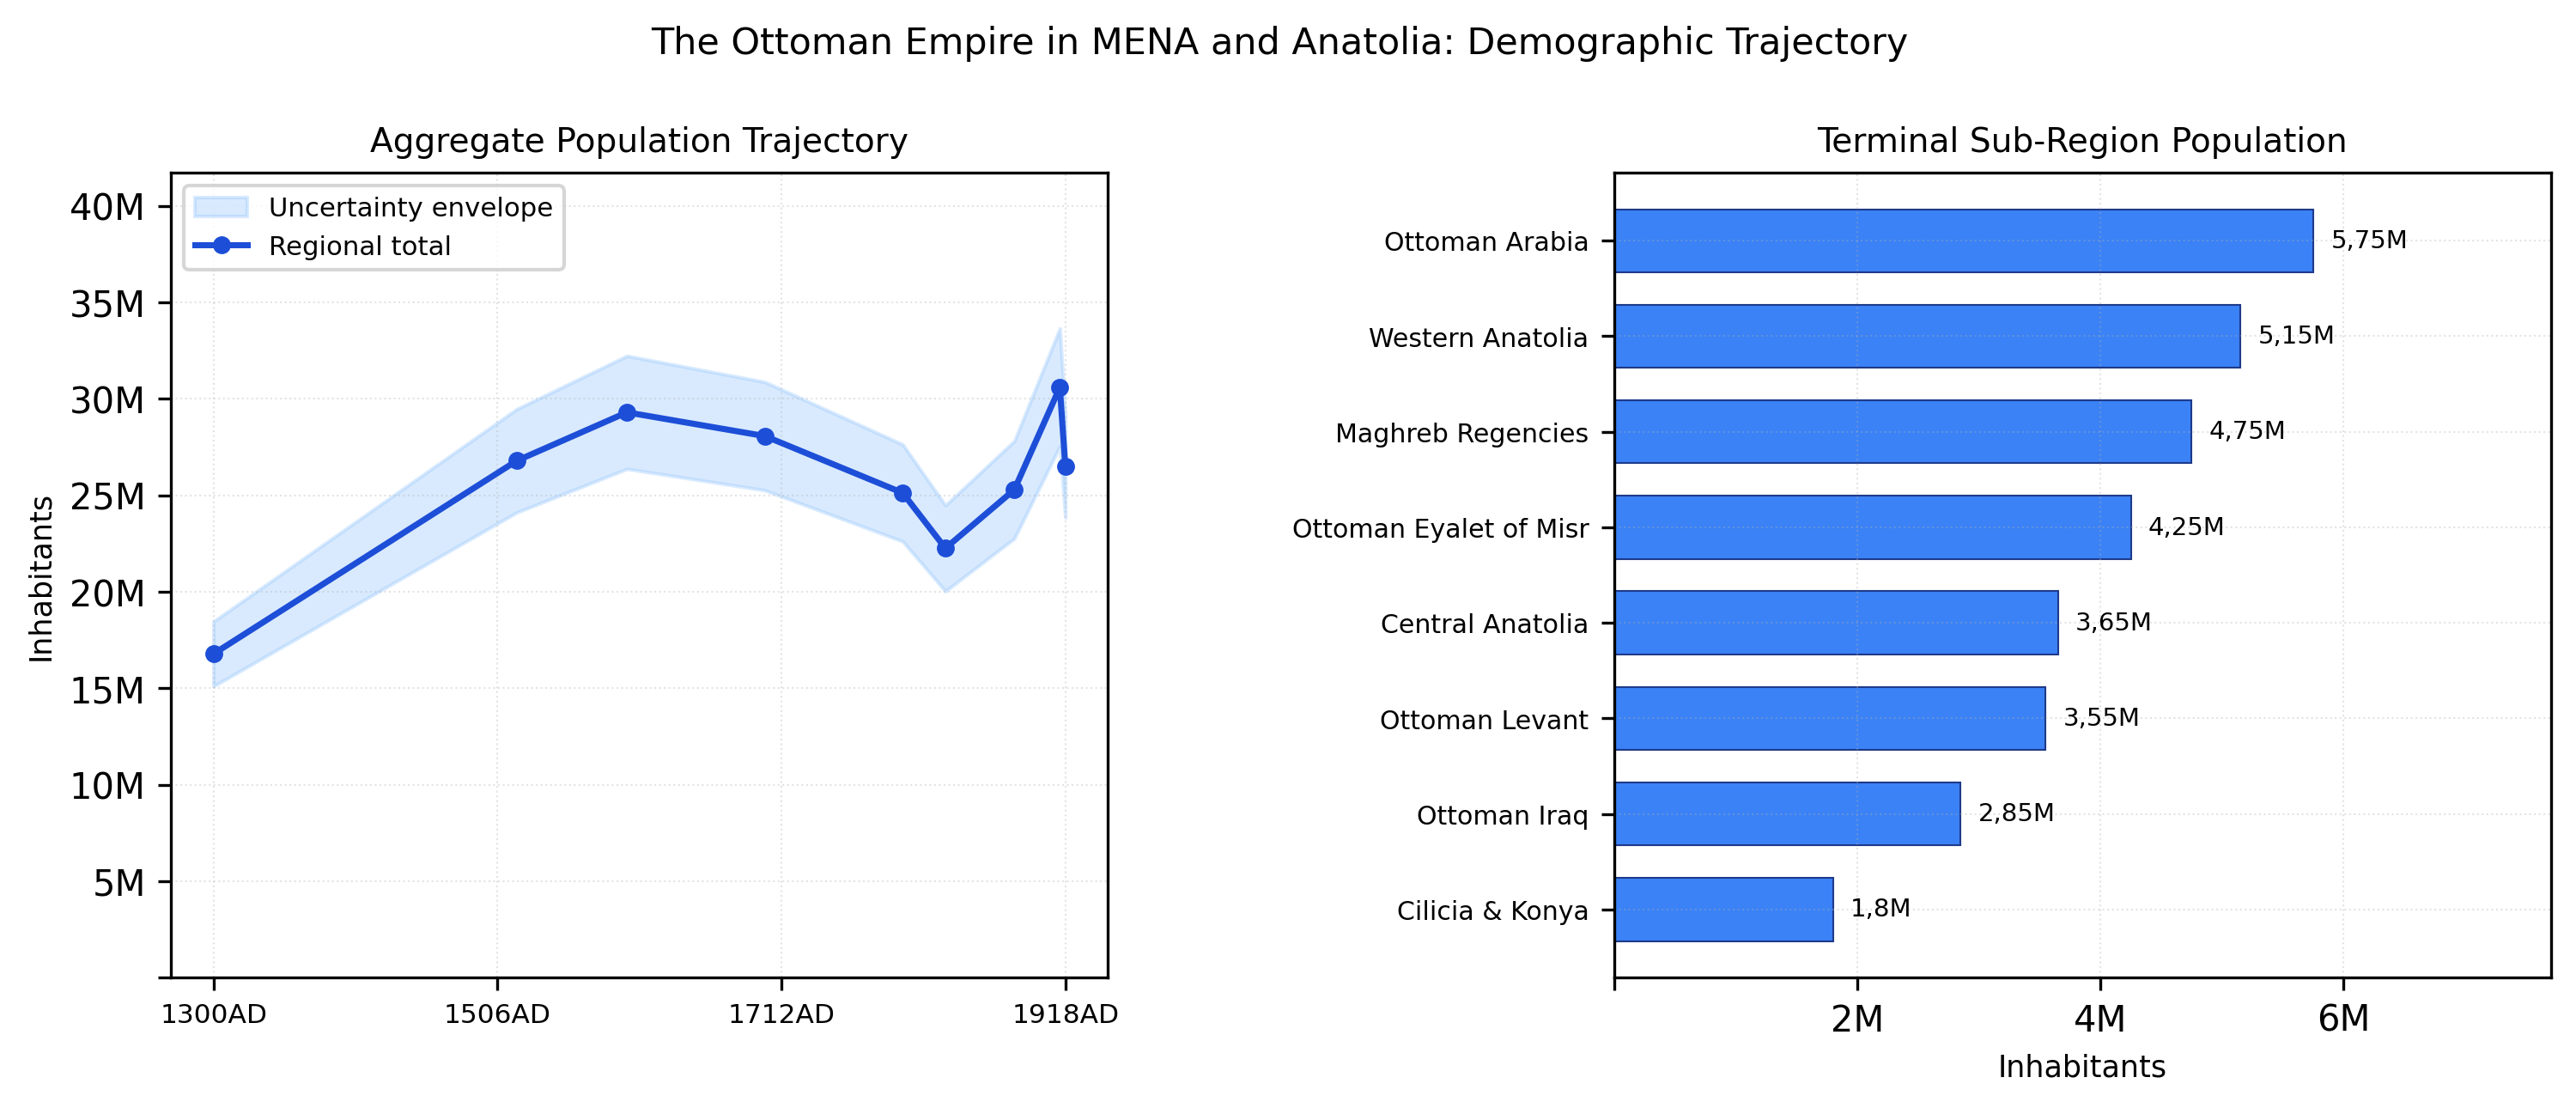 The Ottoman Empire in MENA and Anatolia: Demographic Trajectory
Aggregate Population Trajectory
Uncertainty envelope
Regional total
Inhabitants
40M
35M
30M
25M
20M
15M
10M
5M
1300AD 1506AD 1712AD 1918AD
Terminal Sub-Region Population
Ottoman Arabia 5,75M
Western Anatolia 5,15M
Maghreb Regencies 4,75M
Ottoman Eyalet of Misr 4,25M
Central Anatolia 3,65M
Ottoman Levant 3,55M
Ottoman Iraq 2,85M
Cilicia & Konya 1,8M
2M 4M 6M
Inhabitants